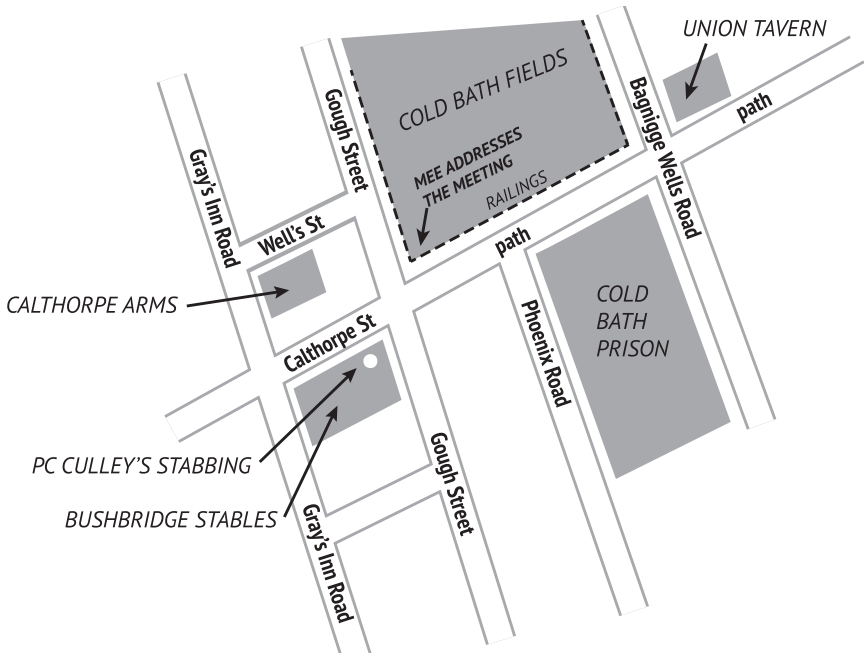 UNION TAVERN
COLD BATH FIELDS
Gough Street
Bagnigge Wells Road
path
MEE ADDRESSES
THE MEETING
RAILINGS
Gray's Inn Road
Well's St
path
CALTHORPE ARMS
COLD
BATH
PRISON
Calthorpe St
Phoenix Road
PC CULLEY'S STABBING
Gough Street
BUSHBRIDGE STABLES
Gray's Inn Road